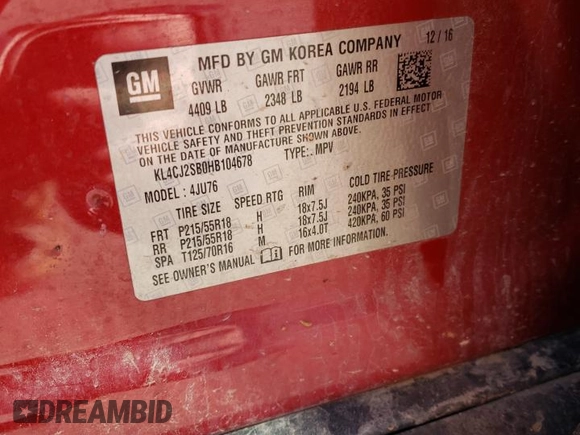 GM
MFD BY GM KOREA COMPANY 12 / 16
GVWR GAWR FRT GAWR RR
4409 LB 2348 LB 2194 LB
THIS VEHICLE CONFORMS TO ALL APPLICABLE U.S. FEDERAL MOTOR
VEHICLE SAFETY AND THEFT PREVENTION STANDARDS IN EFFECT
ON THE DATE OF MANUFACTURE SHOWN ABOVE.
KL4CJ2SB0HB104678 TYPE:. MPV
MODEL : 4JU76
TIRE SIZE SPEED RTG RIM COLD TIRE PRESSURE
FRT P215/55R18 H 18x7.5J 240KPA, 35 PSI
RR P215/55R18 H 18x7.5J 240KPA, 35 PSI
SPA T125/70R16 M 16x4.0T 420KPA, 60 PSI
SEE OWNER'S MANUAL FOR MORE INFORMATION.
DREAMBID